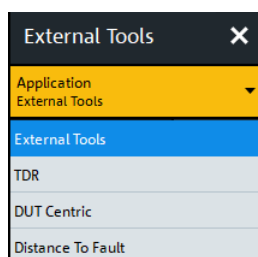 External Tools
Application
External Tools
External Tools
TDR
DUT Centric
Distance To Fault